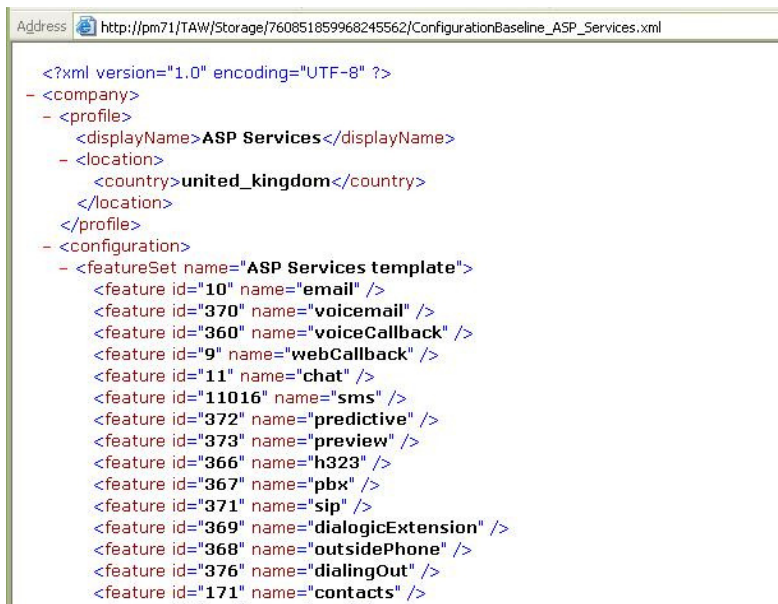 Address http://pm71/TAW/Storage/760851859968245562/ConfigurationBaseline_ASP_Services.xml
<?xml version="1.0" encoding="UTF-8" ?>
- <company>
- <profile>
<displayName>ASP Services</displayName>
- <location>
<country>united_kingdom</country>
</location>
</profile>
- <configuration>
- <featureSet name="ASP Services template">
<feature id="10" name="email" />
<feature id="370" name="voicemail" />
<feature id="360" name="voiceCallback" />
<feature id="9" name="webCallback" />
<feature id="11" name="chat" />
<feature id="11016" name="sms" />
<feature id="372" name="predictive" />
<feature id="373" name="preview" />
<feature id="366" name="h323" />
<feature id="367" name="pbx" />
<feature id="371" name="sip" />
<feature id="369" name="dialogicExtension" />
<feature id="368" name="outsidePhone" />
<feature id="376" name="dialingOut" />
<feature id="171" name="contacts" />